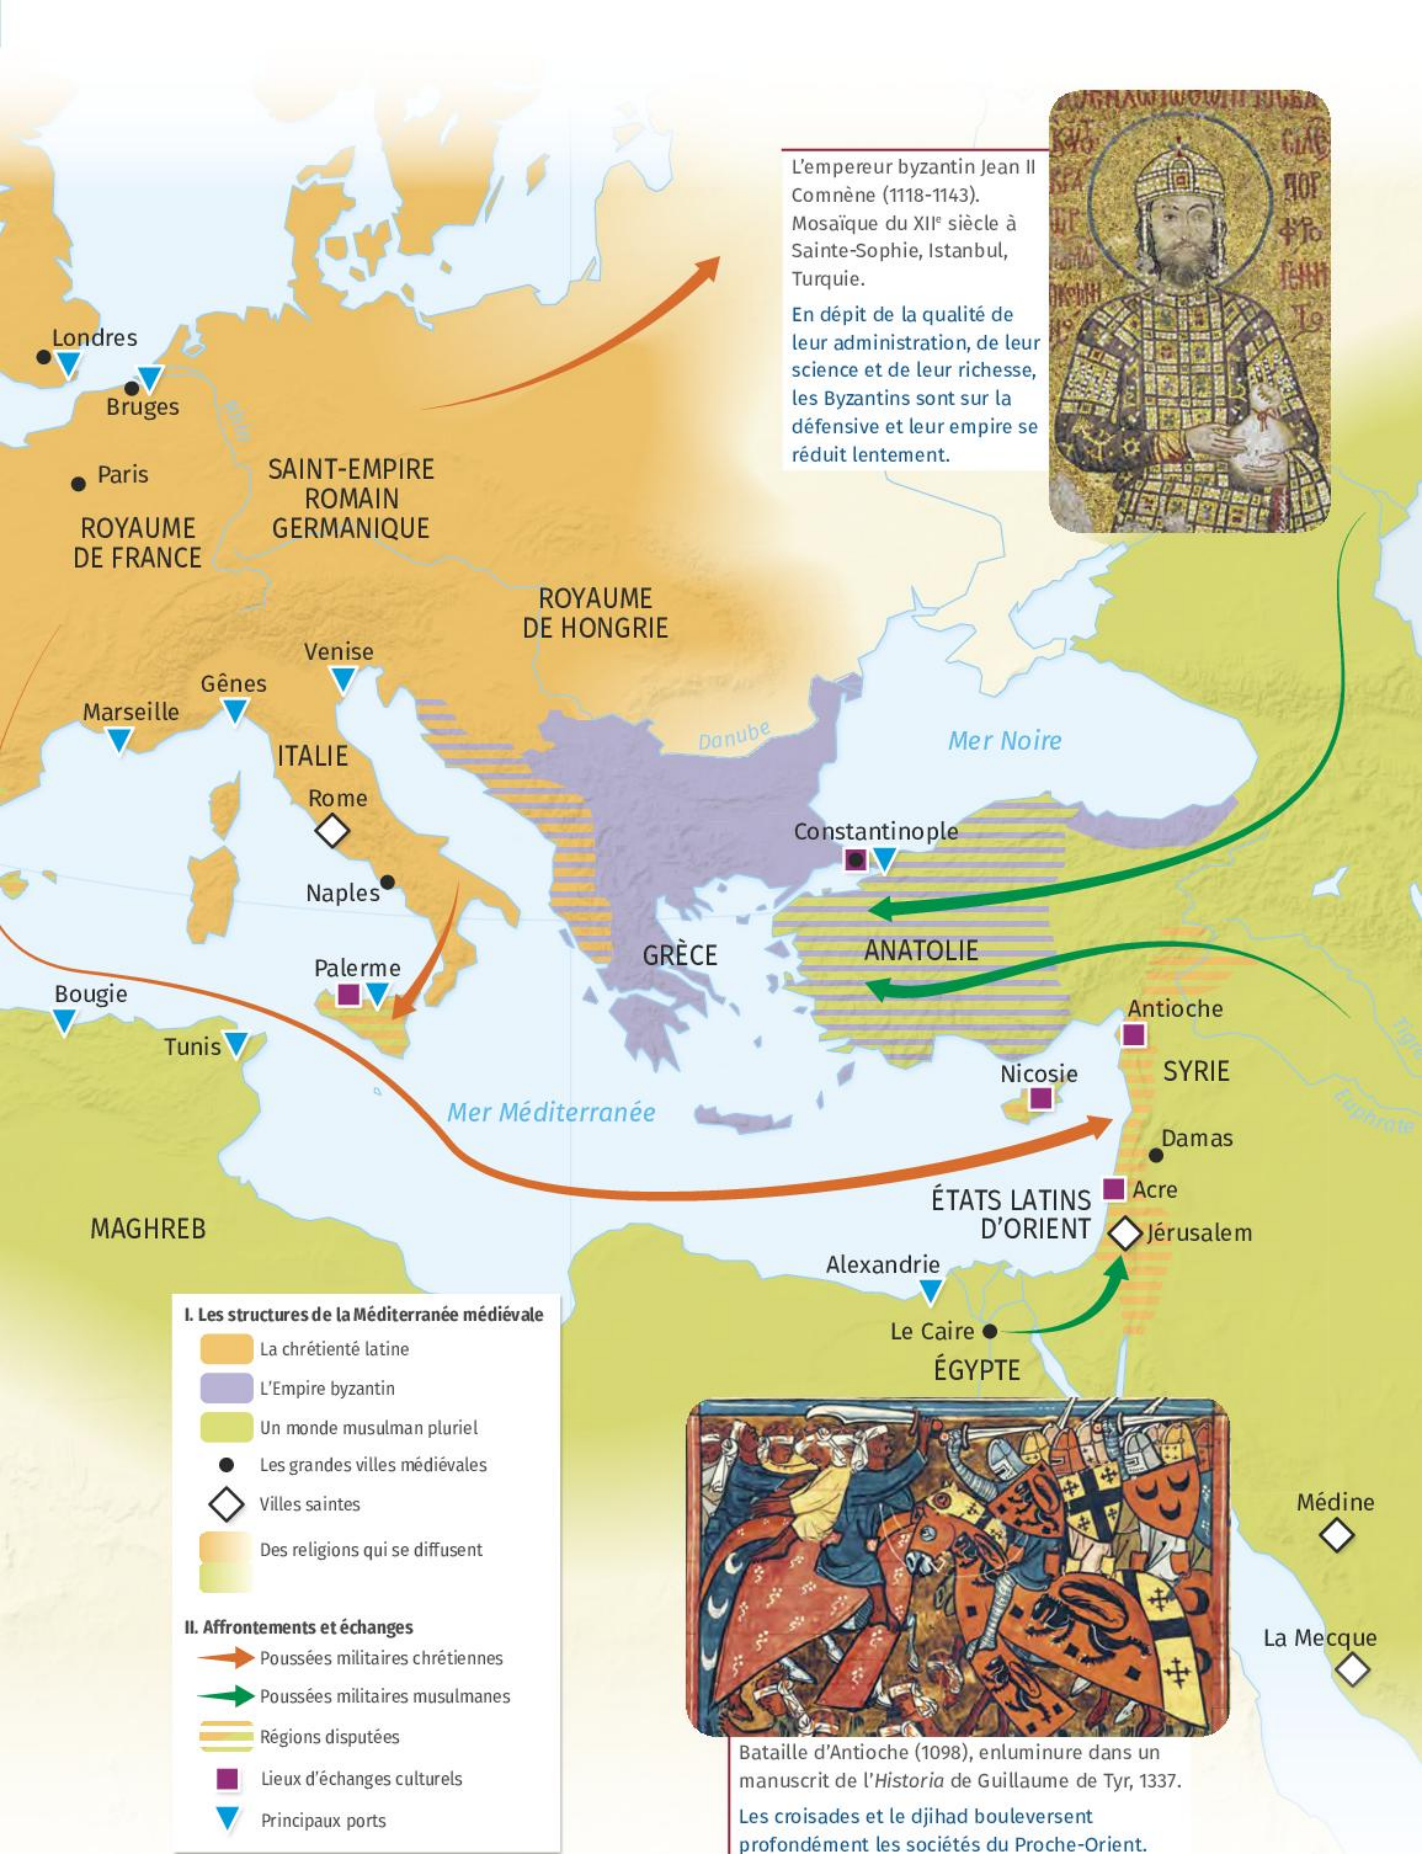 L'empereur byzantin Jean II
Comnène (1118-1143).
Mosaïque du XIIe siècle à
Sainte-Sophie, Istanbul,
Turquie.
En dépit de la qualité de
leur administration, de leur
science et de leur richesse,
les Byzantins sont sur la
défensive et leur empire se
réduit lentement.
Londres
Bruges
Rhin
Paris
SAINT-EMPIRE
ROMAIN
GERMANIQUE
ROYAUME
DE FRANCE
ROYAUME
DE HONGRIE
Venise
Gênes
Marseille
ITALIE
Danube
Mer Noire
Rome
Constantinople
Naples
GRÈCE
ANATOLIE
Palerme
Bougie
Tunis
Antioche
Tigre
SYRIE
Nicosie
Euphrate
Mer Méditerranée
Damas
Acre
ÉTATS LATINS
D'ORIENT
Jérusalem
MAGHREB
Alexandrie
Le Caire
ÉGYPTE
Médine
La Mecque
I. Les structures de la Méditerranée médiévale
La chrétienté latine
L'Empire byzantin
Un monde musulman pluriel
Les grandes villes médiévales
Villes saintes
Des religions qui se diffusent
II. Affrontements et échanges
Poussées militaires chrétiennes
Poussées militaires musulmanes
Régions disputées
Lieux d'échanges culturels
Principaux ports
Bataille d'Antioche (1098), enluminure dans un
manuscrit de l'Historia de Guillaume de Tyr, 1337.
Les croisades et le djihad bouleversent
profondément les sociétés du Proche-Orient.